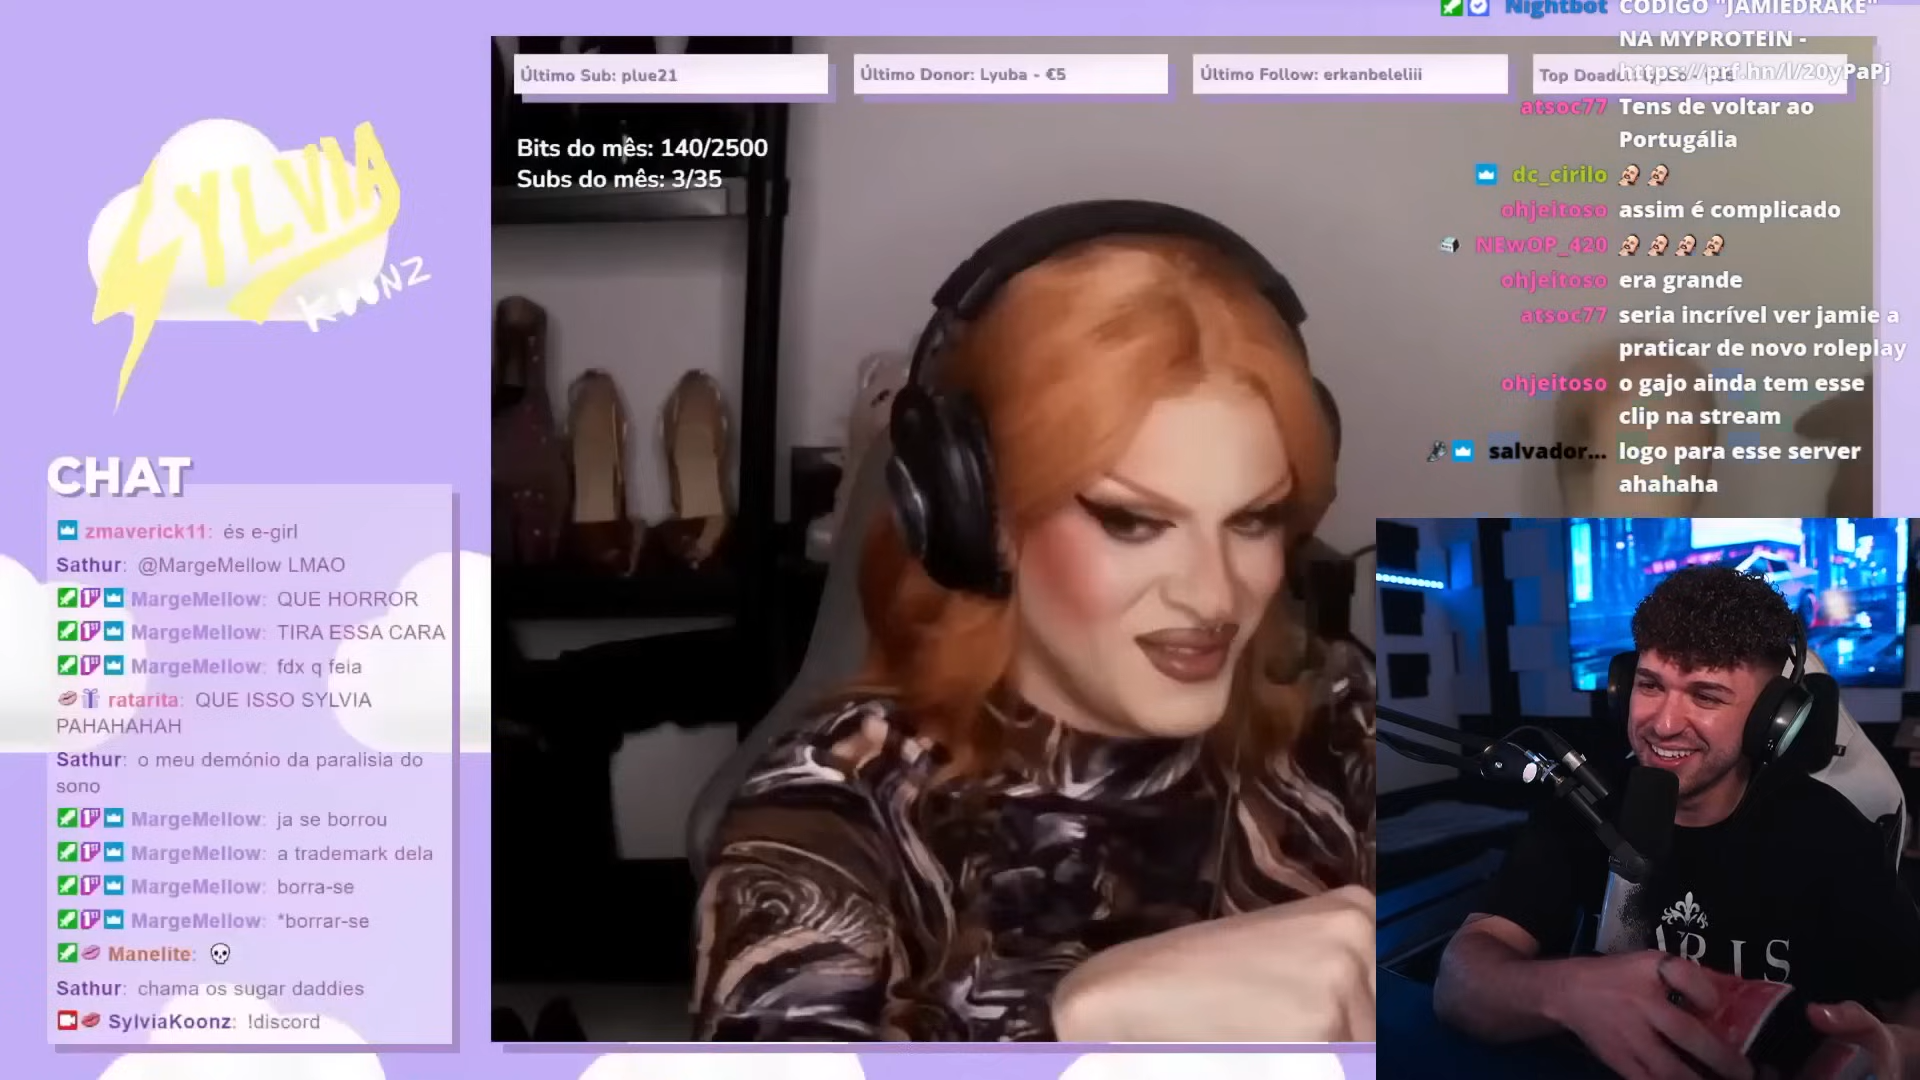 SYLVIA
KOONZ
CHAT
zmaverick11: és e-girl
Sathur: @MargeMellow LMAO
MargeMellow: QUE HORROR
MargeMellow: TIRA ESSA CARA
MargeMellow: fdx q feia
ratarita: QUE ISSO SYLVIA
PAHAHAHAH
Sathur: o meu demónio da paralisia do
sono
MargeMellow: ja se borrou
MargeMellow: a trademark dela
MargeMellow: borra-se
MargeMellow: *borrar-se
Manelite:
Sathur: chama os sugar daddies
SylviaKoonz: !discord
Último Sub: plue21
Último Donor: Lyuba - €5
Último Follow: erkanbeleliii
Top
Bits do mês: 140/2500
Subs do mês: 3/35
Nightbot CODIGO "JAMIEDRAKE"
NA MYPROTEIN -
https://prf.hn/l/20yPaPj
atsoc77 Tens de voltar ao
Portugália
dc_cirilo
ohjeitoso assim é complicado
NEwOP_420
ohjeitoso era grande
atsoc77 seria incrível ver jamie a
praticar de novo roleplay
ohjeitoso o gajo ainda tem esse
clip na stream
salvador... logo para esse server
ahahaha